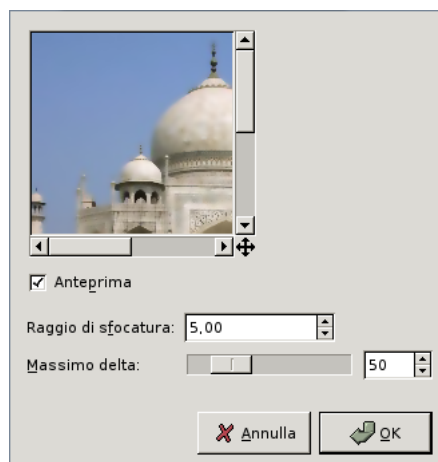 Anteprima
Raggio di sfocatura: 5,00
Massimo delta: 50
Annulla OK